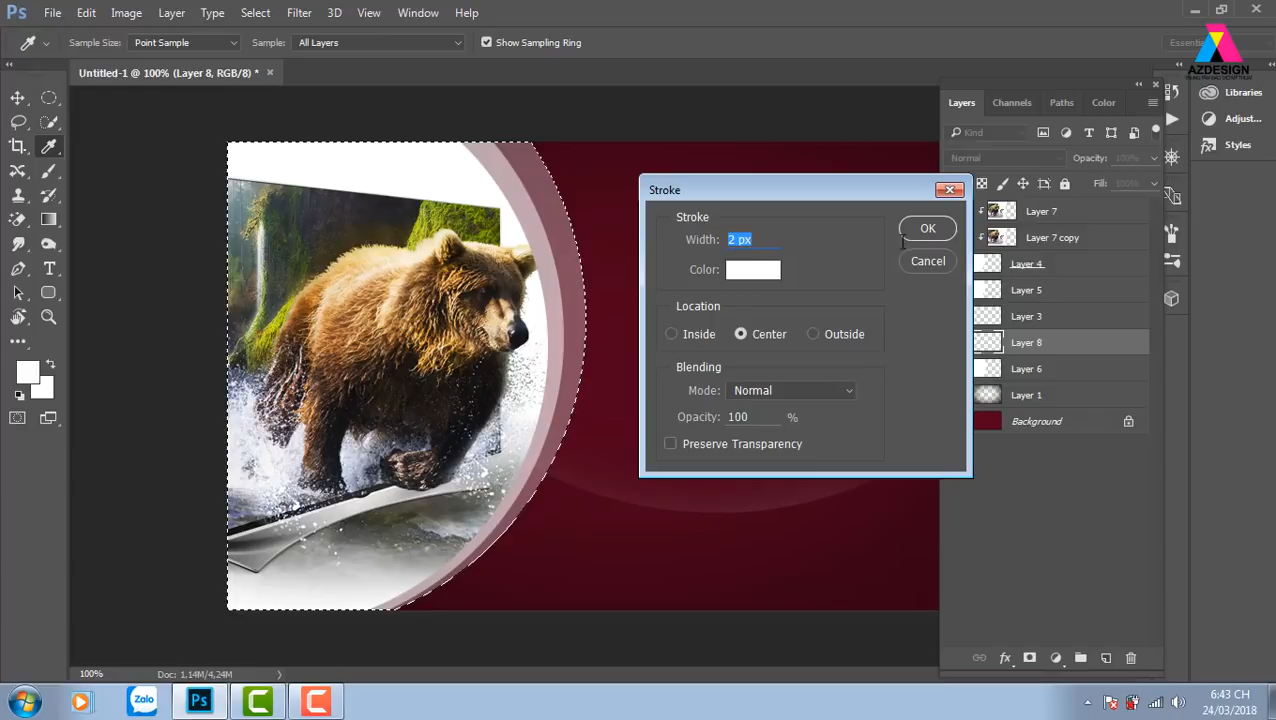 Ps File Edit Image Layer Type Select Filter 3D View Window Help
Sample Size: Point Sample Sample: All Layers Show Sampling Ring Essentia
AZDESIGN
Untitled-1 @ 100% (Layer 8, RGB/8) * ×
Layers Channels Paths Color
Libraries
Adjust...
Styles
Kind
Normal Opacity: 100%
Fill: 100%
Layer 7
Layer 7 copy
Layer 4
Layer 5
Layer 3
Layer 8
Layer 6
Layer 1
Background
Stroke
Stroke
Width: 2 px
Color:
OK
Cancel
Location
Inside Center Outside
Blending
Mode: Normal
Opacity: 100 %
Preserve Transparency
fx
100% Doc: 1,14M/4,24M
Zalo Ps C C
6:43 CH
24/03/2018